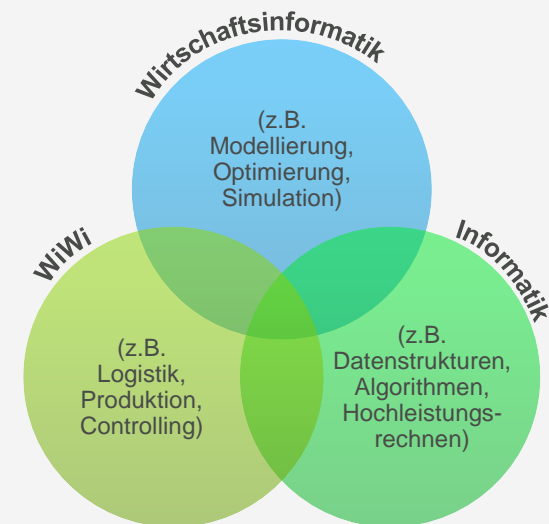 Wirtschaftsinformatik
(z.B.
Modellierung,
Optimierung,
Simulation)
WiWi
(z.B.
Logistik,
Produktion,
Controlling)
Informatik
(z.B.
Datenstrukturen,
Algorithmen,
Hochleistungs-
rechnen)